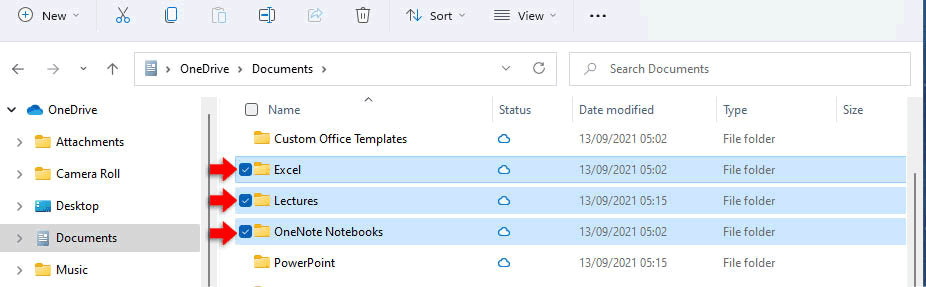 New Sort View
OneDrive Documents Search Documents
OneDrive Name Status Date modified Type Size
Attachments Custom Office Templates 13/09/2021 05:02 File folder
Camera Roll Excel 13/09/2021 05:02 File folder
Desktop Lectures 13/09/2021 05:15 File folder
Documents OneNote Notebooks 13/09/2021 05:02 File folder
Music PowerPoint 13/09/2021 05:15 File folder